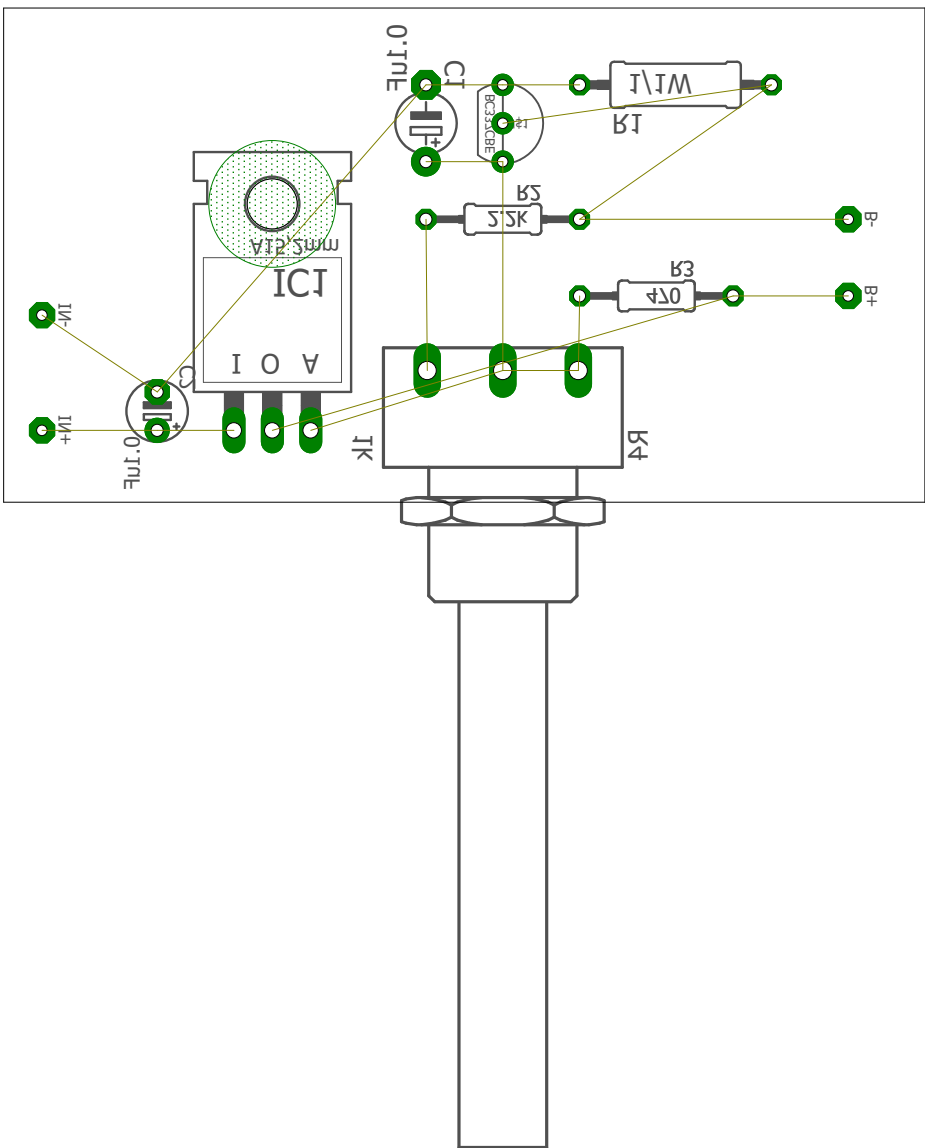 0.1uF
C1
1/1W
BC337CBE
R1
R2
2,2k
B-
A15,2mm
R3
IC1
470
B+
IN-
I O A
IN+
0.1uF
1k
R4